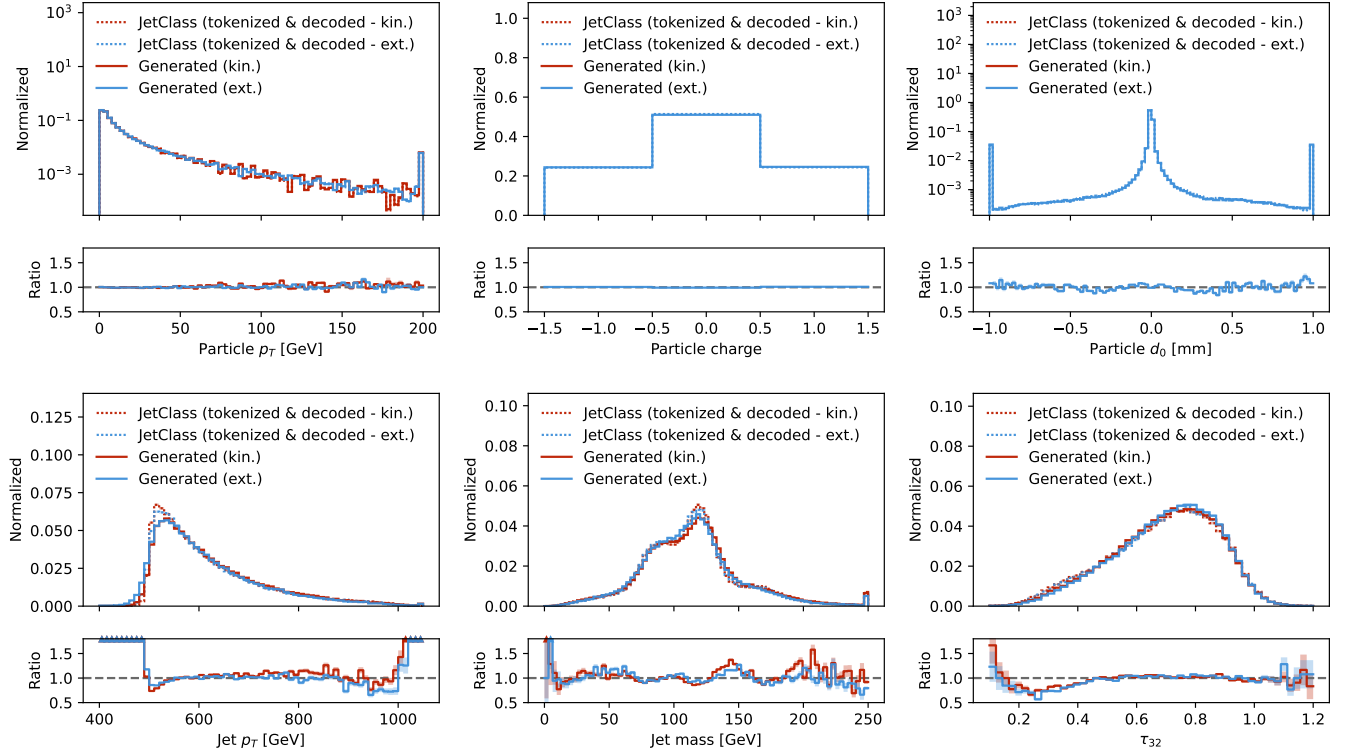 Normalized
10³
10¹
10⁻¹
10⁻³
JetClass (tokenized & decoded - kin.)
JetClass (tokenized & decoded - ext.)
Generated (kin.)
Generated (ext.)
Ratio
1.5
1.0
0.5
0
50
100
150
200
Particle p_T [GeV]
Normalized
1.0
0.8
0.6
0.4
0.2
0.0
JetClass (tokenized & decoded - kin.)
JetClass (tokenized & decoded - ext.)
Generated (kin.)
Generated (ext.)
Ratio
1.5
1.0
0.5
−1.5
−1.0
−0.5
0.0
0.5
1.0
1.5
Particle charge
Normalized
10³
10²
10¹
10⁰
10⁻¹
10⁻²
10⁻³
JetClass (tokenized & decoded - kin.)
JetClass (tokenized & decoded - ext.)
Generated (kin.)
Generated (ext.)
Ratio
1.5
1.0
0.5
−1.0
−0.5
0.0
0.5
1.0
Particle d₀ [mm]
Normalized
0.125
0.100
0.075
0.050
0.025
0.000
JetClass (tokenized & decoded - kin.)
JetClass (tokenized & decoded - ext.)
Generated (kin.)
Generated (ext.)
Ratio
1.5
1.0
0.5
400
600
800
1000
Jet p_T [GeV]
Normalized
0.10
0.08
0.06
0.04
0.02
0.00
JetClass (tokenized & decoded - kin.)
JetClass (tokenized & decoded - ext.)
Generated (kin.)
Generated (ext.)
Ratio
1.5
1.0
0.5
0
50
100
150
200
250
Jet mass [GeV]
Normalized
0.10
0.08
0.06
0.04
0.02
0.00
JetClass (tokenized & decoded - kin.)
JetClass (tokenized & decoded - ext.)
Generated (kin.)
Generated (ext.)
Ratio
1.5
1.0
0.5
0.2
0.4
0.6
0.8
1.0
1.2
τ₃₂